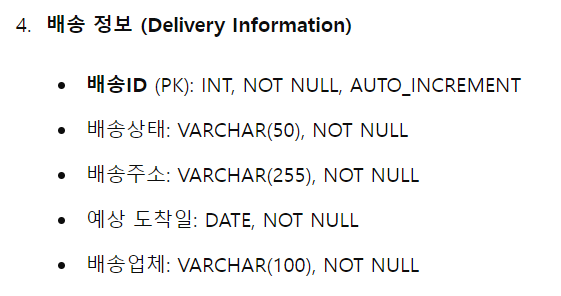 4. 배송 정보 (Delivery Information)
• 배송ID (PK): INT, NOT NULL, AUTO_INCREMENT
• 배송상태: VARCHAR(50), NOT NULL
• 배송주소: VARCHAR(255), NOT NULL
• 예상 도착일: DATE, NOT NULL
• 배송업체: VARCHAR(100), NOT NULL